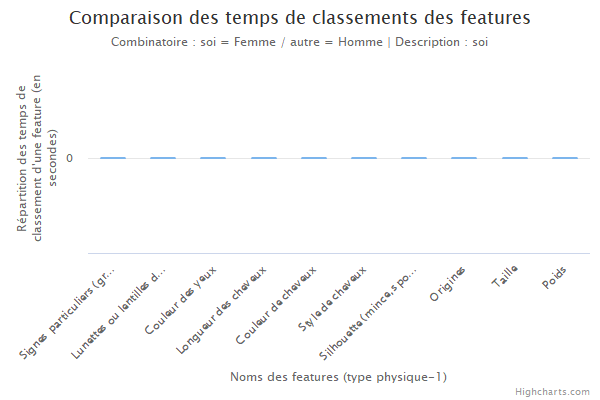 Comparaison des temps de classements des features
Combinatoire : soi = Femme / autre = Homme | Description : soi
Répartition des temps de
classement d'une feature (en
secondes)
0
Signes particuliers (gr...
Lunettes ou lentilles d...
Couleur des yeux
Longueur des cheveux
Couleur de cheveux
Style de cheveux
Silhouette (mince, s po...
Origines
Taille
Poids
Noms des features (type physique-1)
Highcharts.com